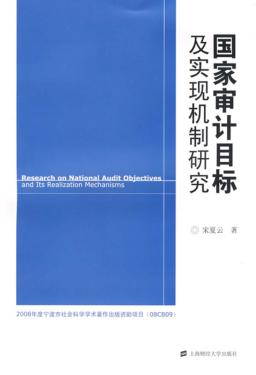 国家审计目标
及实现机制研究
Research on National Audit Objectives
and Its Realization Mechanisms
宋夏云 著
2008年度宁波市社会科学学术著作出版资助项目(08CB09)
上海财经大学出版社